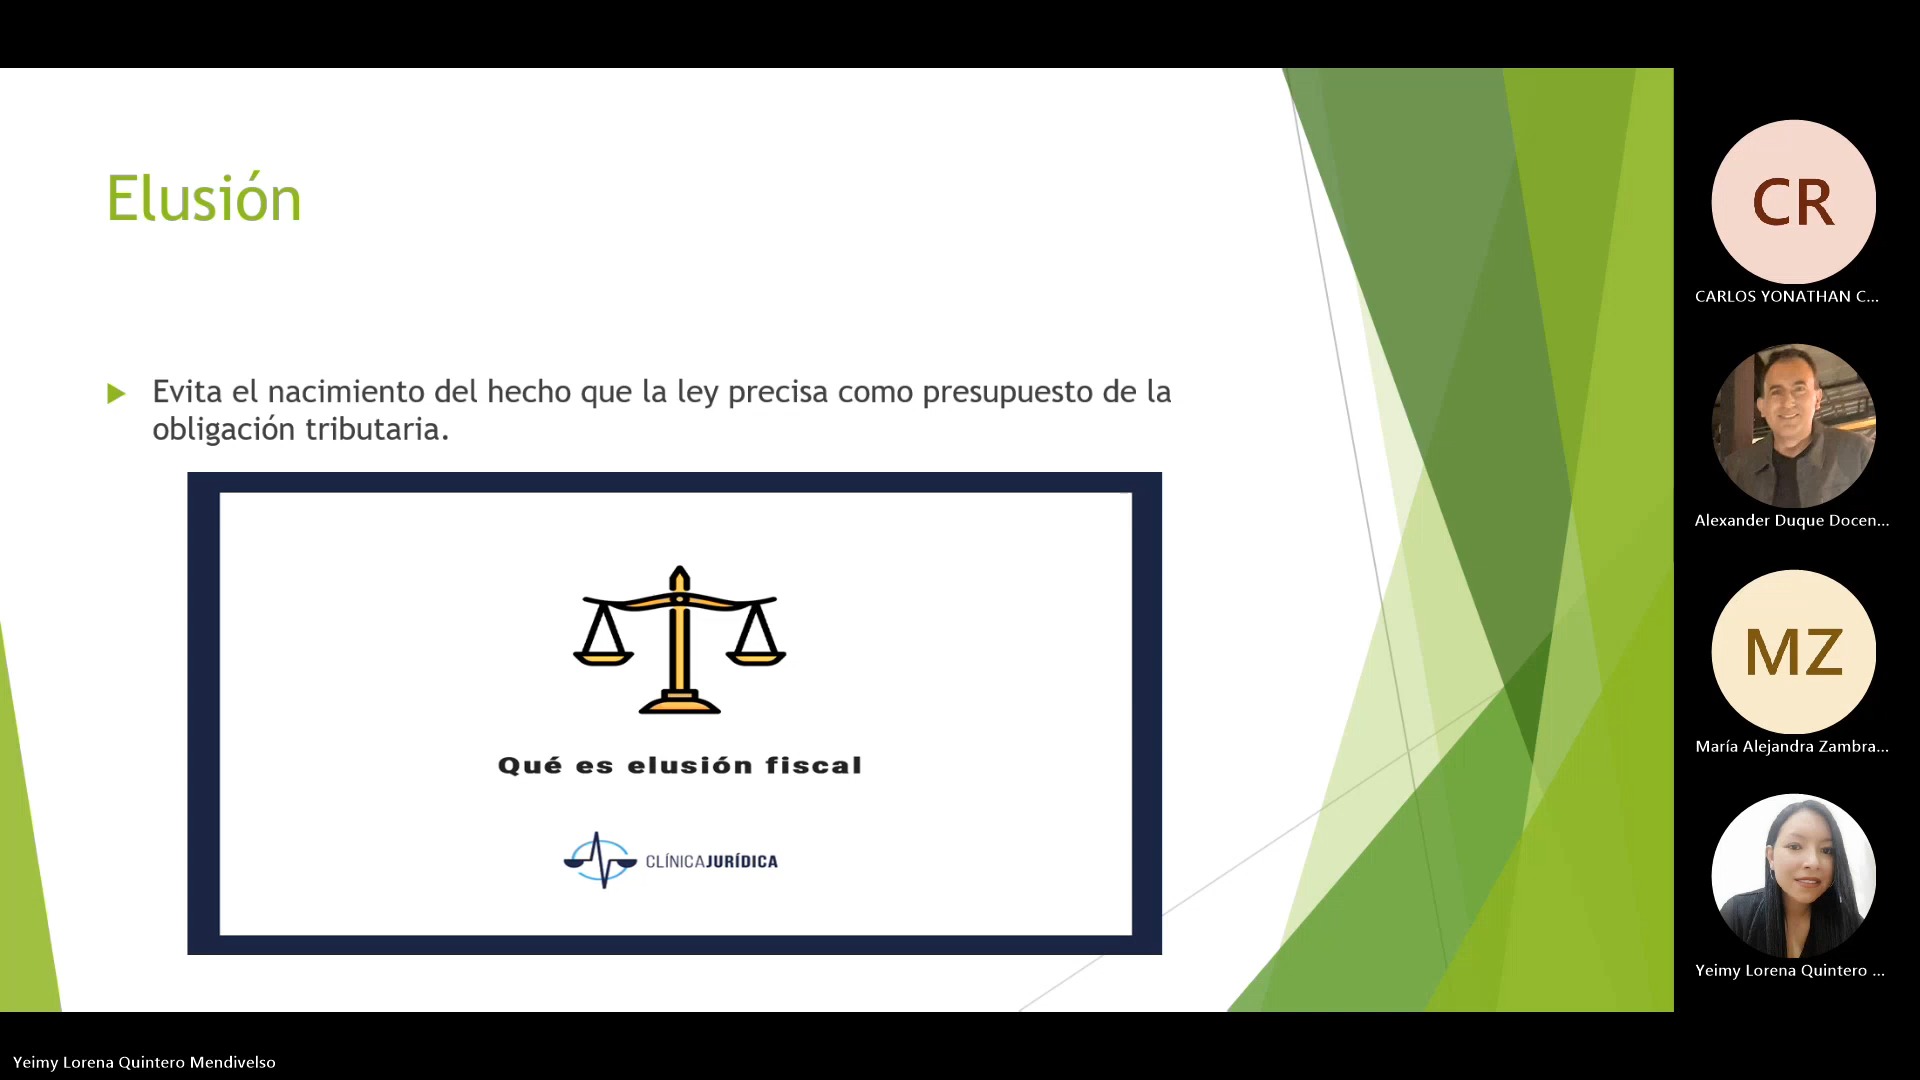 Elusión
Evita el nacimiento del hecho que la ley precisa como presupuesto de la
obligación tributaria.
Qué es elusión fiscal
CLÍNICAJURÍDICA
CR
CARLOS YONATHAN C...
Alexander Duque Docen...
MZ
María Alejandra Zambra...
Yeimy Lorena Quintero ...
Yeimy Lorena Quintero Mendivelso